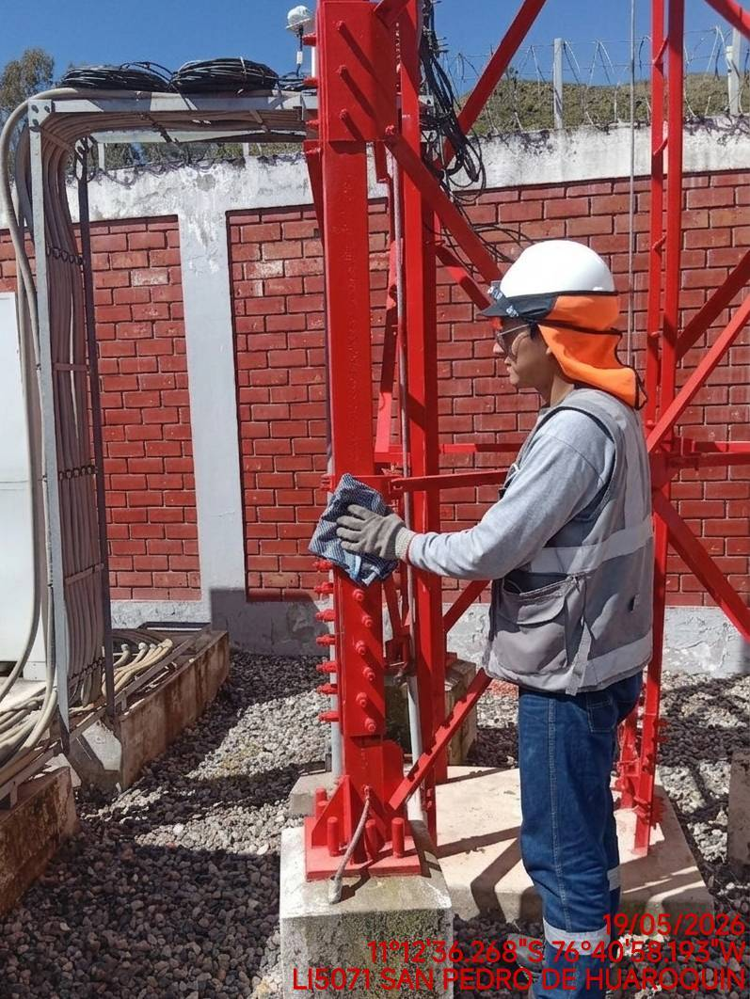 19/05/2026
11°12'36.268"S 76°40'58.193"W
LI5071 SAN PEDRO DE HUAROQUIN